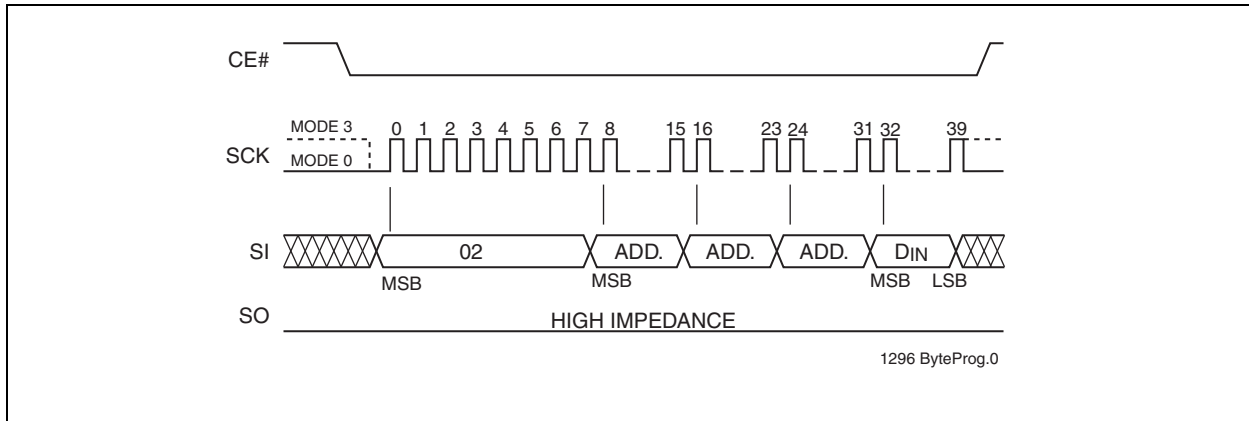 CE#
MODE 3
0 1 2 3 4 5 6 7 8 15 16 23 24 31 32 39
SCK
MODE 0
SI
02 ADD. ADD. ADD. DIN
MSB MSB MSB LSB
SO
HIGH IMPEDANCE
1296 ByteProg.0